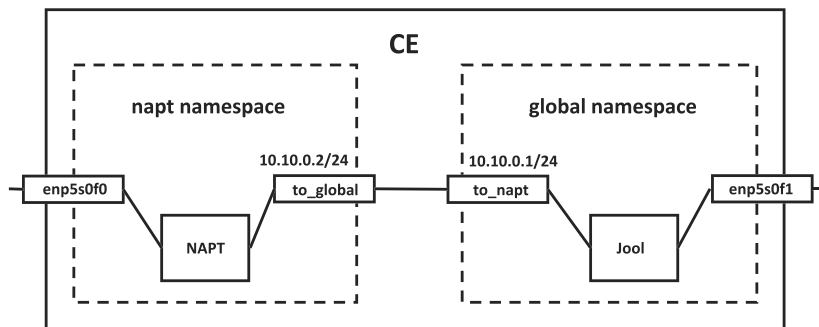 CE
napt namespace
global namespace
10.10.0.2/24
10.10.0.1/24
enp5s0f0
to_global
to_napt
enp5s0f1
NAPT
Jool